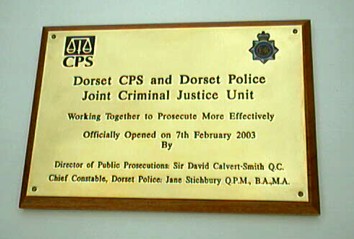 CPS
Dorset CPS and Dorset Police
Joint Criminal Justice Unit
Working Together to Prosecute More Effectively
Officially Opened on 7th February 2003
By
Director of Public Prosecutions: Sir David Calvert-Smith Q.C.
Chief Constable, Dorset Police: Jane Stichbury Q.P.M., B.A.,M.A.